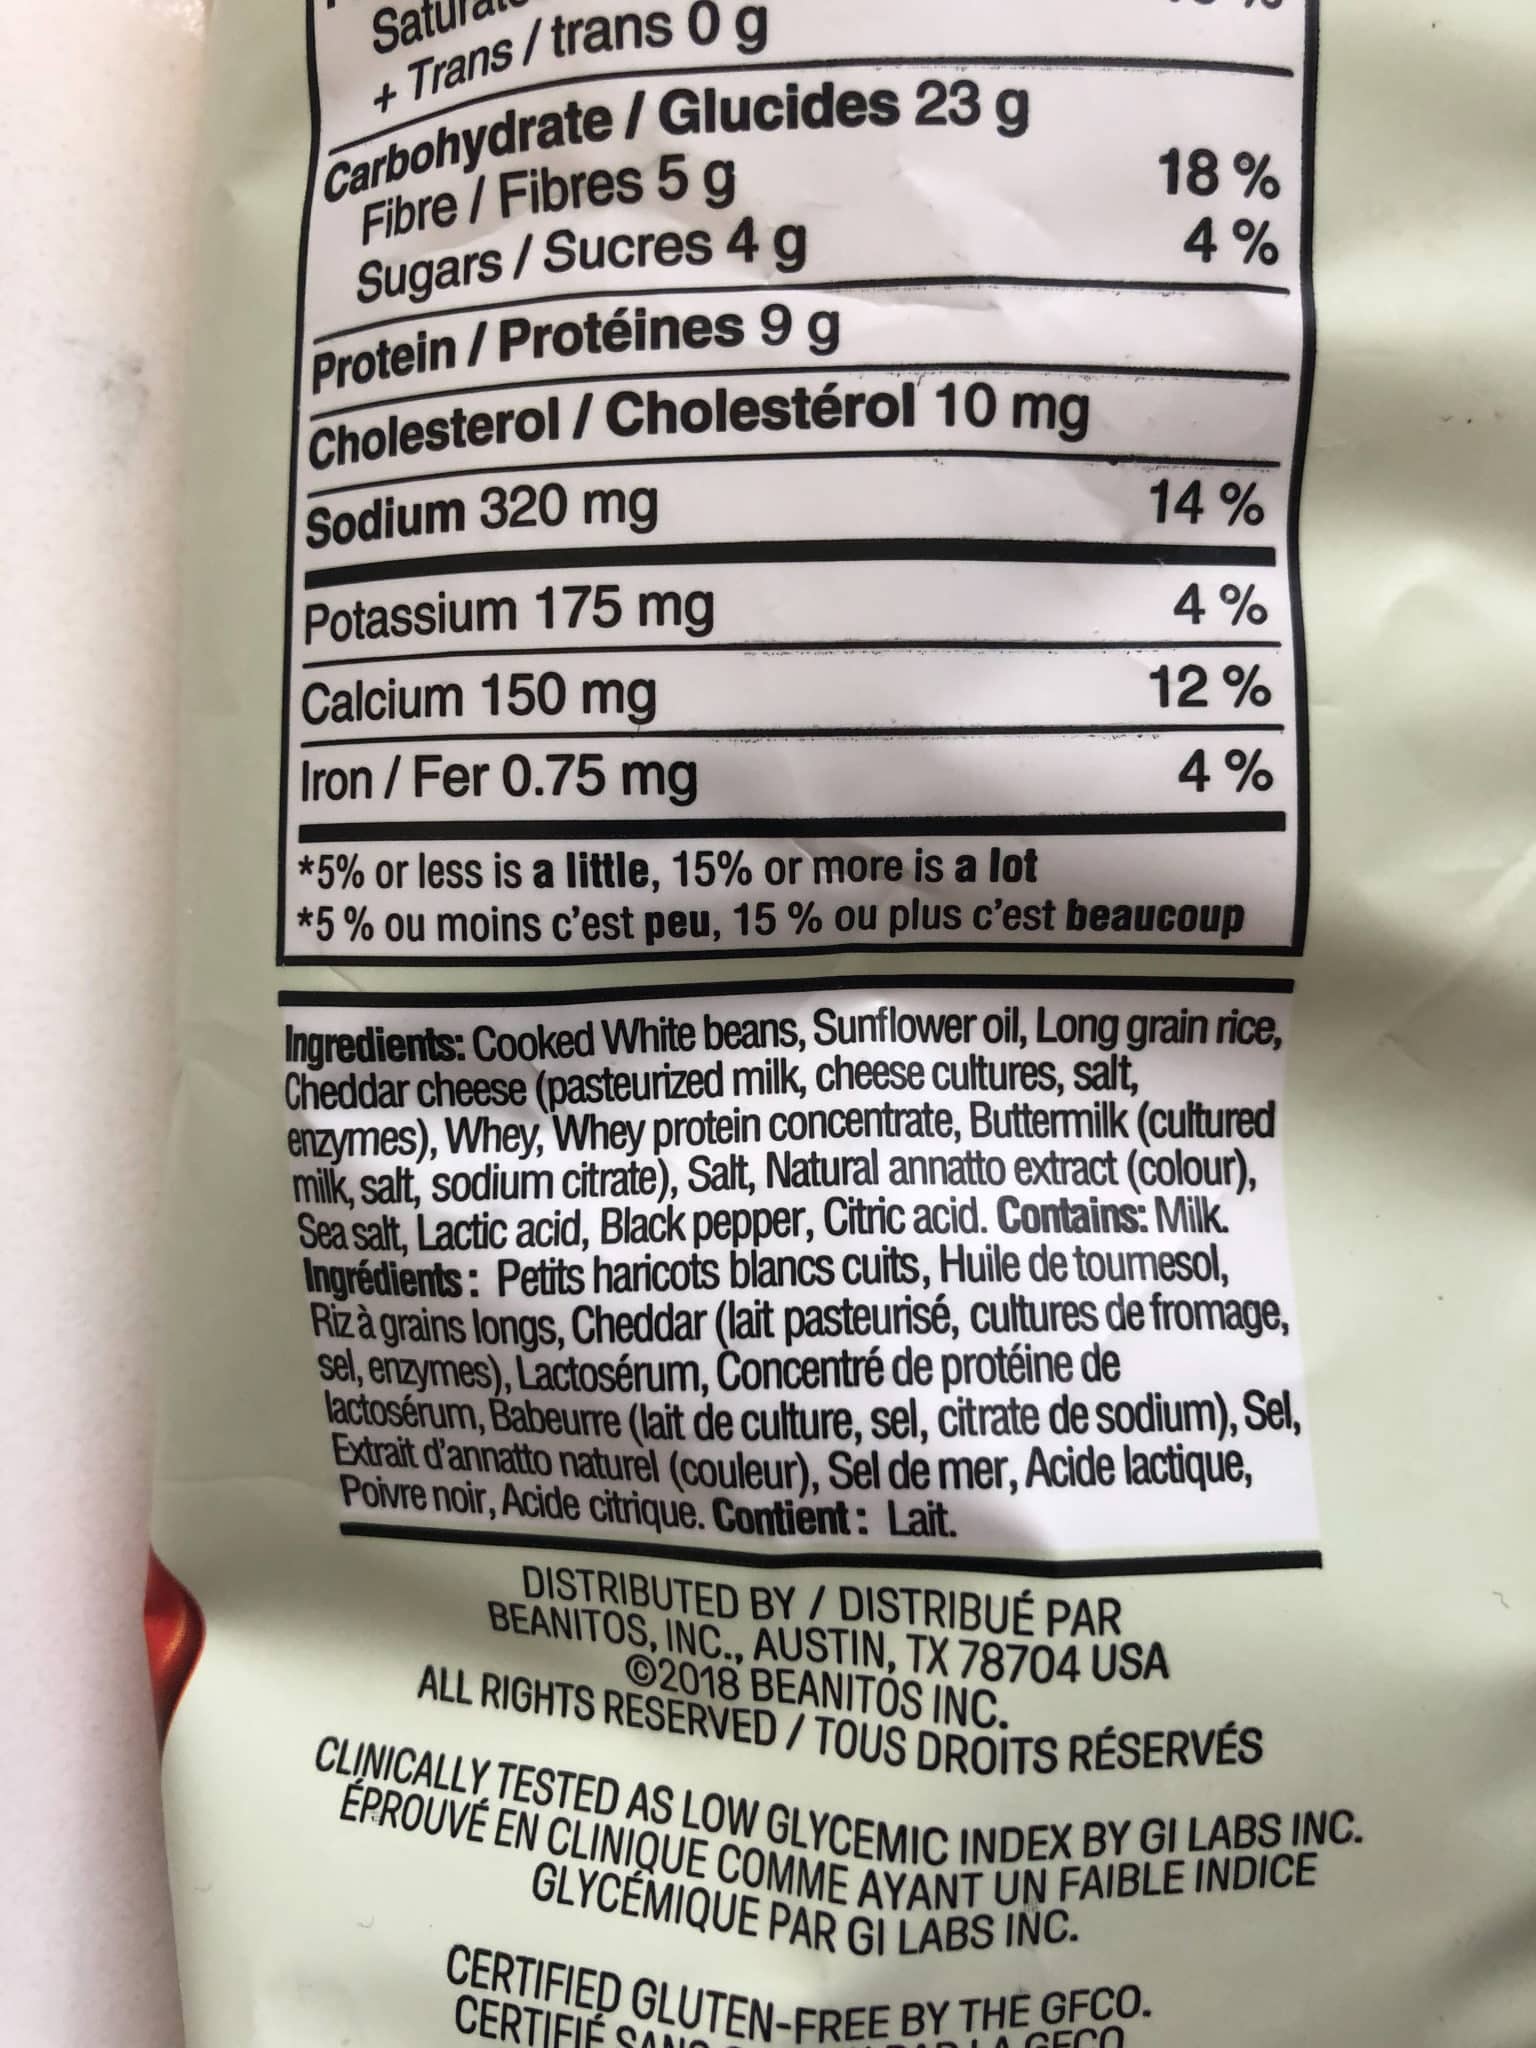 + Trans / trans 0 g
Carbohydrate / Glucides 23 g
Fibre / Fibres 5 g 18 %
Sugars / Sucres 4 g 4 %
Protein / Protéines 9 g
Cholesterol / Cholestérol 10 mg
Sodium 320 mg 14 %
Potassium 175 mg 4 %
Calcium 150 mg 12 %
Iron / Fer 0.75 mg 4 %
*5% or less is a little, 15% or more is a lot
*5 % ou moins c'est peu, 15 % ou plus c'est beaucoup
Ingredients: Cooked White beans, Sunflower oil, Long grain rice,
Cheddar cheese (pasteurized milk, cheese cultures, salt,
enzymes), Whey, Whey protein concentrate, Buttermilk (cultured
milk, salt, sodium citrate), Salt, Natural annatto extract (colour),
Sea salt, Lactic acid, Black pepper, Citric acid. Contains: Milk.
Ingrédients : Petits haricots blancs cuits, Huile de tournesol,
Riz à grains longs, Cheddar (lait pasteurisé, cultures de fromage,
sel, enzymes), Lactosérum, Concentré de protéine de
lactosérum, Babeurre (lait de culture, sel, citrate de sodium), Sel,
Extrait d'annatto naturel (couleur), Sel de mer, Acide lactique,
Poivre noir, Acide citrique. Contient : Lait.
DISTRIBUTED BY / DISTRIBUÉ PAR
BEANITOS, INC., AUSTIN, TX 78704 USA
©2018 BEANITOS INC.
ALL RIGHTS RESERVED / TOUS DROITS RÉSERVÉS
CLINICALLY TESTED AS LOW GLYCEMIC INDEX BY GI LABS INC.
ÉPROUVÉ EN CLINIQUE COMME AYANT UN FAIBLE INDICE
GLYCÉMIQUE PAR GI LABS INC.
CERTIFIED GLUTEN-FREE BY THE GFCO.
CERTIFIÉ SANS PAR LA GFCO